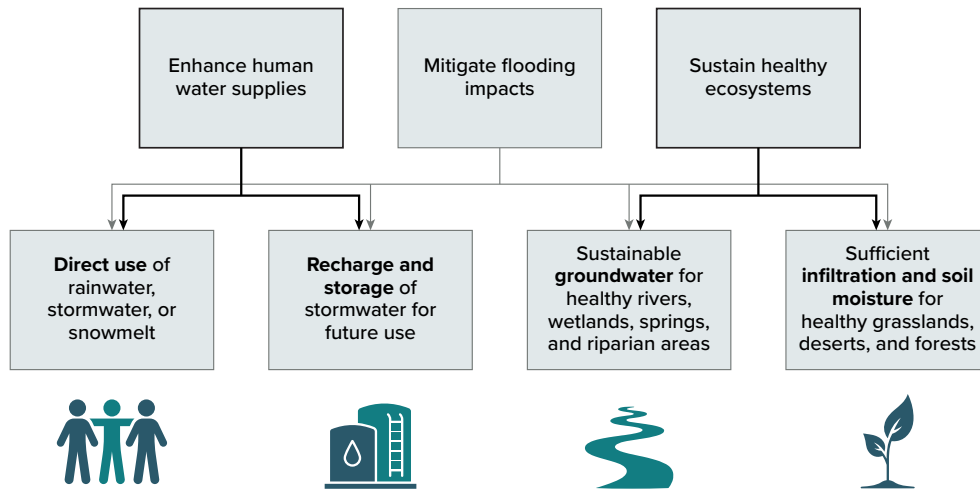 Enhance human
water supplies
Mitigate flooding
impacts
Sustain healthy
ecosystems
Direct use of
rainwater,
stormwater, or
snowmelt
Recharge and
storage of
stormwater for
future use
Sustainable
groundwater for
healthy rivers,
wetlands, springs,
and riparian areas
Sufficient
infiltration and soil
moisture for
healthy grasslands,
deserts, and forests